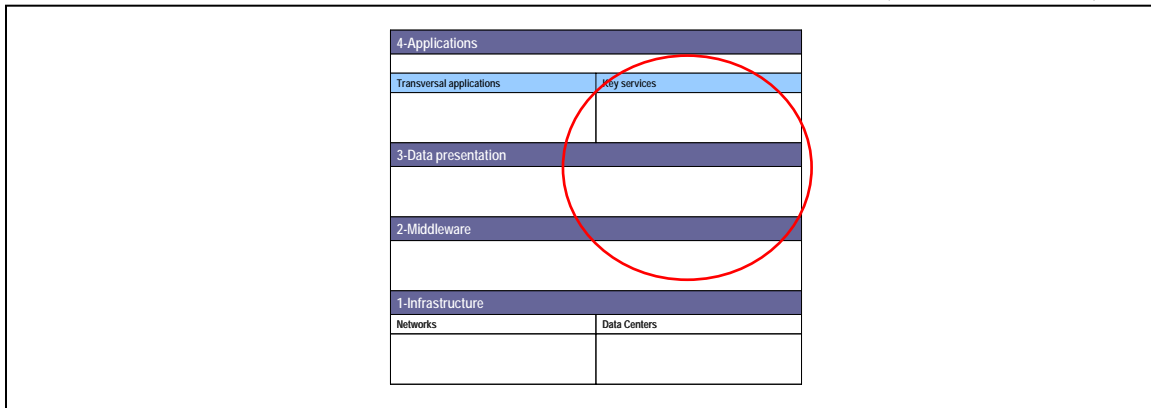 4-Applications
Transversal applications Key services
3-Data presentation
2-Middleware
1-Infrastructure
Networks Data Centers